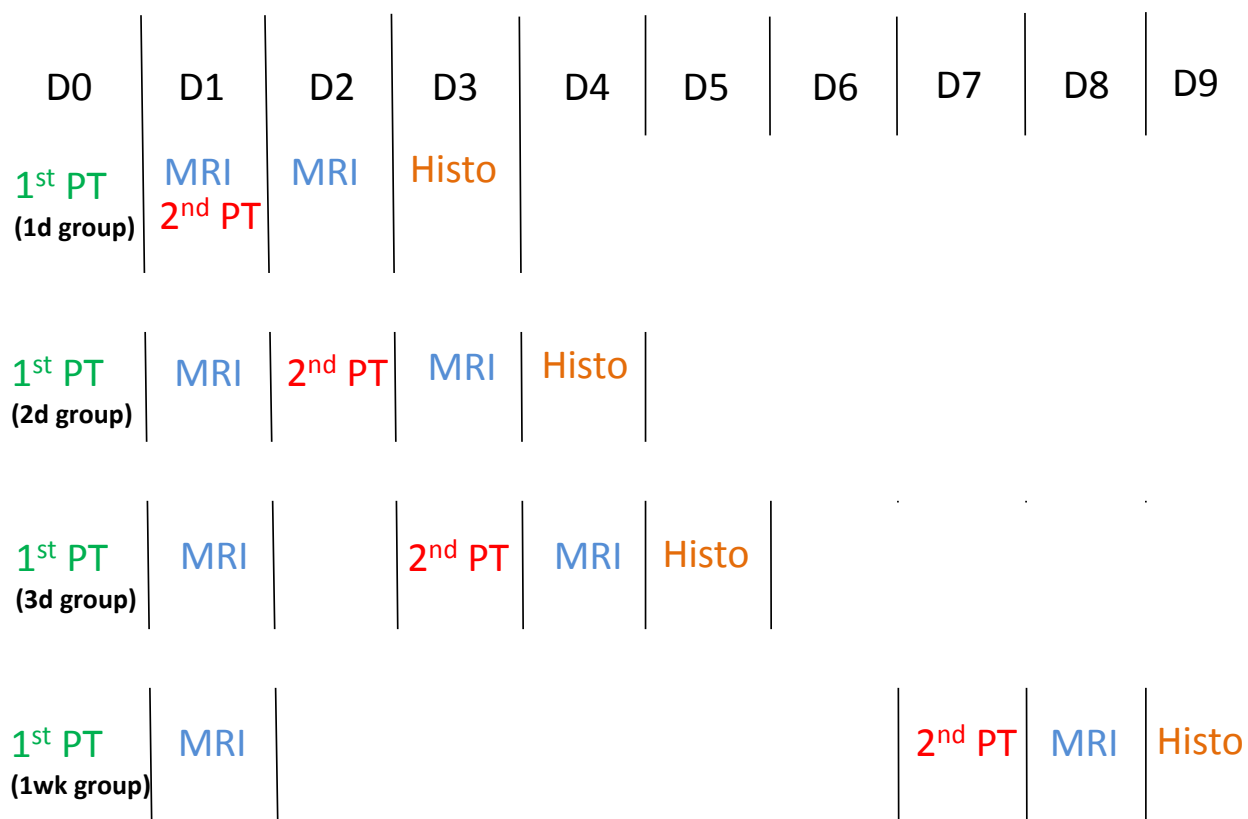 D0 D1 D2 D3 D4 D5 D6 D7 D8 D9
1st PT MRI MRI Histo
(1d group) 2nd PT
1st PT MRI 2nd PT MRI Histo
(2d group)
1st PT MRI 2nd PT MRI Histo
(3d group)
1st PT MRI 2nd PT MRI Histo
(1wk group)